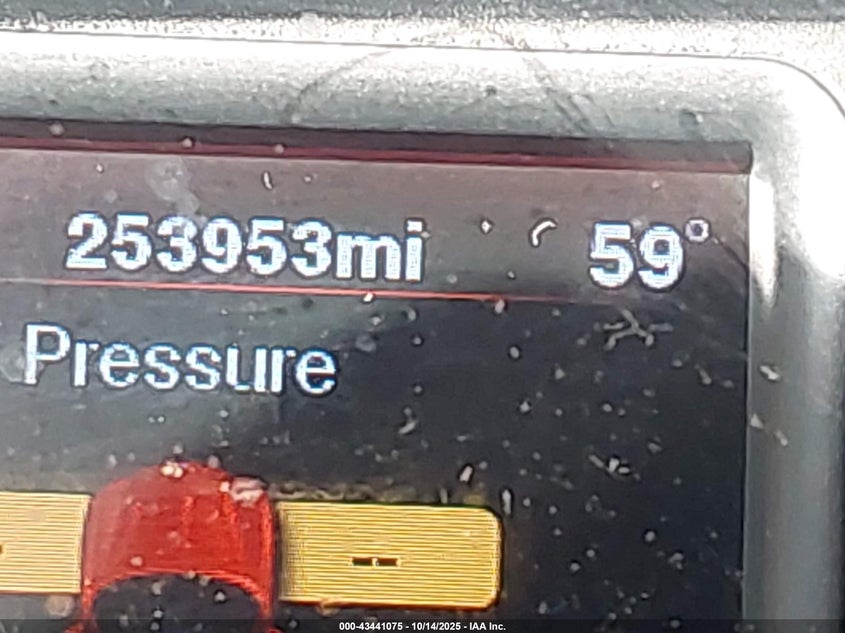 253953mi 59°
Pressure
--
000-43441075 - 10/14/2025 - IAA Inc.